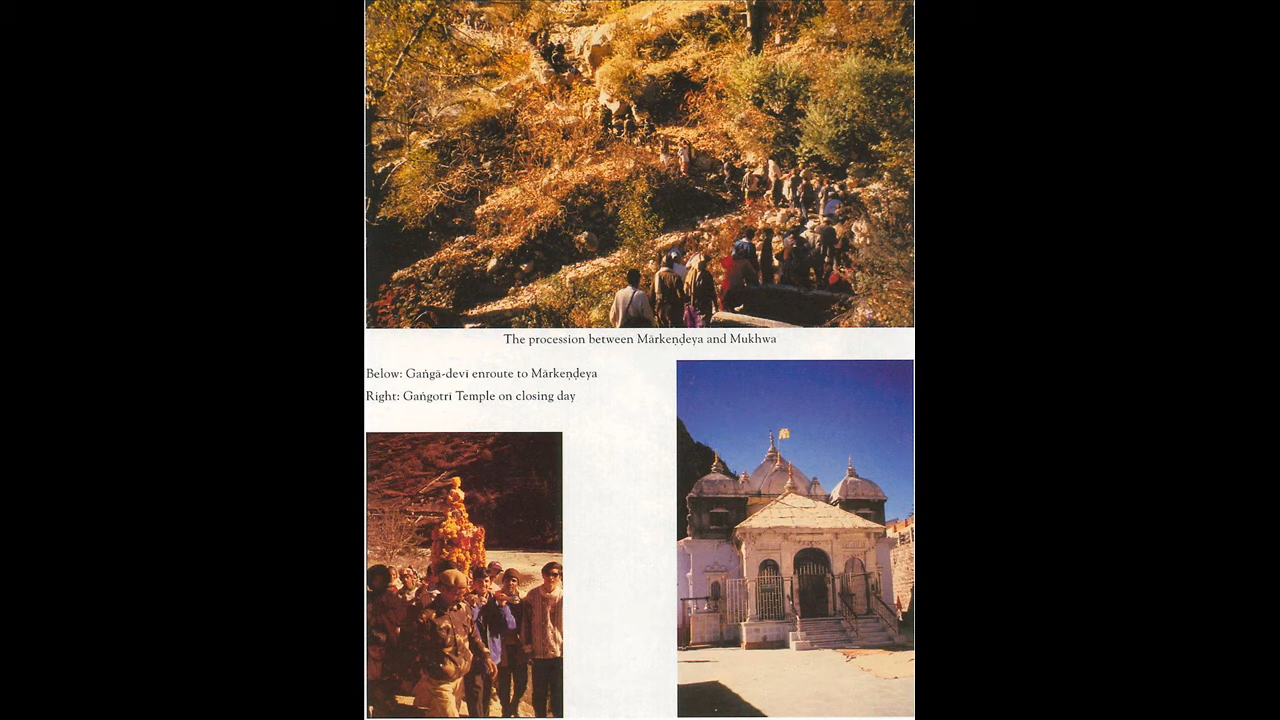 The procession between Mārkeṇḍeya and Mukhwa
Below: Gaṅgā-devī enroute to Mārkeṇḍeya
Right: Gaṅgotrī Temple on closing day